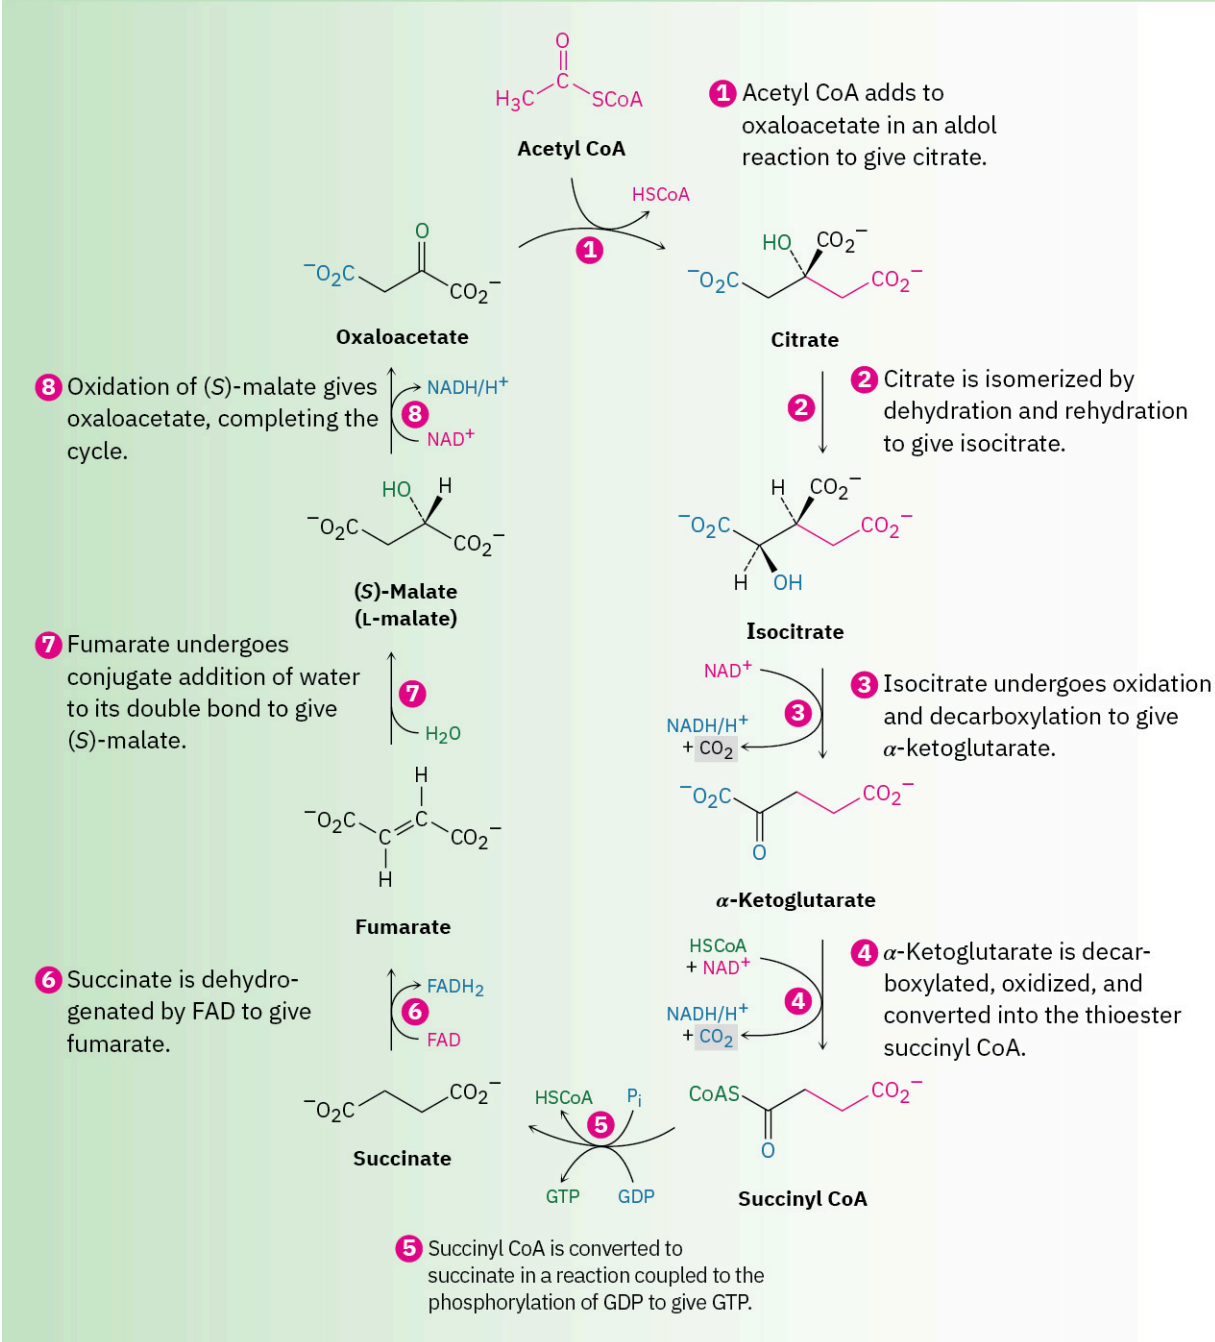 O
C
H₃C
SCoA
Acetyl CoA
1 Acetyl CoA adds to
oxaloacetate in an aldol
reaction to give citrate.
HSCoA
1
O
⁻O₂C
CO₂⁻
Oxaloacetate
HO
CO₂⁻
⁻O₂C
CO₂⁻
Citrate
8 Oxidation of (S)-malate gives
oxaloacetate, completing the
cycle.
NADH/H⁺
8
NAD⁺
2
2 Citrate is isomerized by
dehydration and rehydration
to give isocitrate.
HO
H
⁻O₂C
CO₂⁻
(S)-Malate
(L-malate)
H
CO₂⁻
⁻O₂C
CO₂⁻
H
OH
Isocitrate
7 Fumarate undergoes
conjugate addition of water
to its double bond to give
(S)-malate.
7
H₂O
NAD⁺
3
NADH/H⁺
+ CO₂
3 Isocitrate undergoes oxidation
and decarboxylation to give
α-ketoglutarate.
H
⁻O₂C
C
C
CO₂⁻
H
Fumarate
⁻O₂C
CO₂⁻
O
α-Ketoglutarate
6 Succinate is dehydro-
genated by FAD to give
fumarate.
FADH₂
6
FAD
HSCoA
+ NAD⁺
4
NADH/H⁺
+ CO₂
4 α-Ketoglutarate is decar-
boxylated, oxidized, and
converted into the thioester
succinyl CoA.
⁻O₂C
CO₂⁻
Succinate
HSCoA
Pᵢ
5
GTP
GDP
CoAS
CO₂⁻
O
Succinyl CoA
5 Succinyl CoA is converted to
succinate in a reaction coupled to the
phosphorylation of GDP to give GTP.